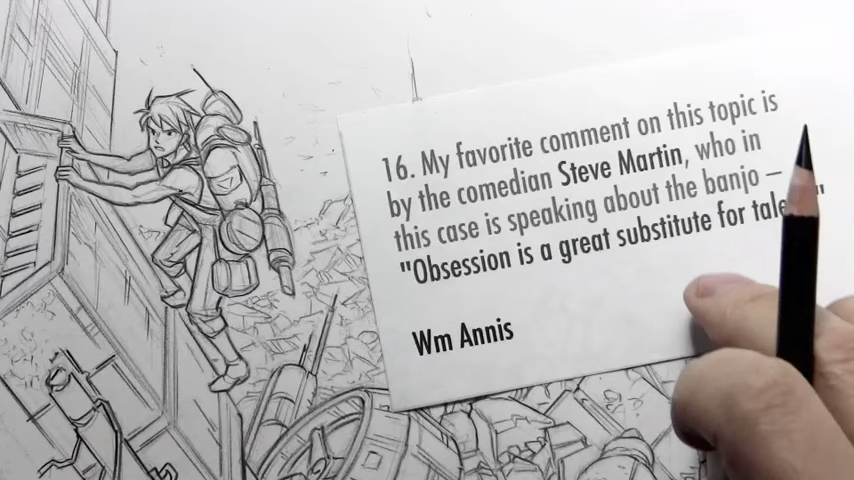 16. My favorite comment on this topic is
by the comedian Steve Martin, who in
this case is speaking about the banjo –
"Obsession is a great substitute for
Wm Annis